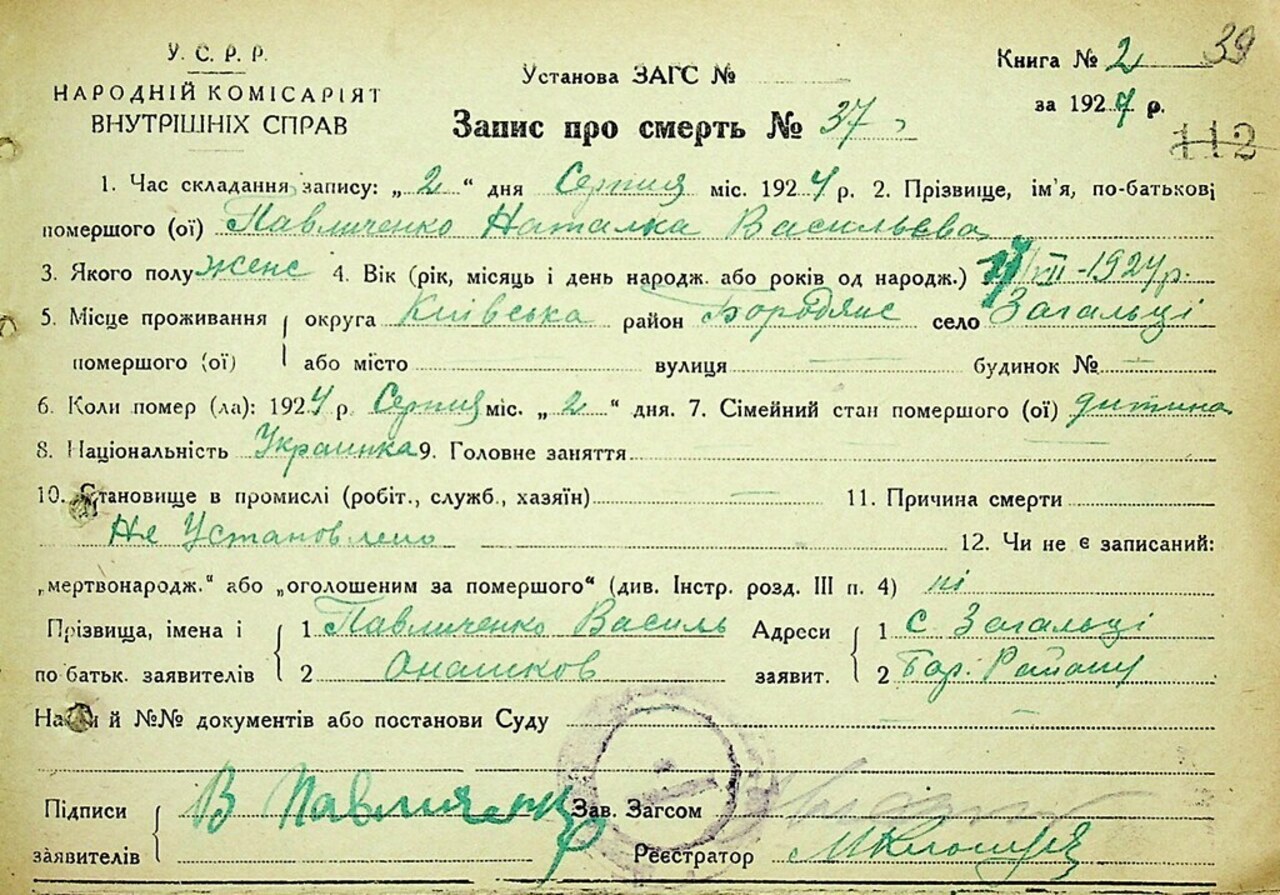 У. С. Р. Р.
НАРОДНІЙ КОМІСАРІЯТ
ВНУТРІШНІХ СПРАВ
Установа ЗАГС №
Запис про смерть № 37
Книга № 2 39
за 1924 р.
112
1. Час складання запису: „ 2 “ дня Серпня міс. 1924 р. 2. Прізвище, ім'я, по-батькові
помершого (ої) Павличенко Наталка Васильєва
3. Якого полу женс 4. Вік (рік, місяць і день народж. або років од народж.) VII-1924 р.
5. Місце проживання округа Київська район Бородянс село Загальці
помершого (ої) або місто — вулиця — будинок № —
6. Коли помер (ла): 1924 р Серпня міс. „ 2 “ дня. 7. Сімейний стан помершого (ої) дитина
8. Національність Украинка 9. Головне заняття —
10. Становище в промислі (робіт., служб., хазяїн) — 11. Причина смерти
Ня Установлено — 12. Чи не є записаний:
„мертвонародж.“ або „оголошеним за помершого“ (див. Інстр. розд. III п. 4) ні
Прізвища, імена і 1 Павличенко Василь Адреси 1 с Загальці
по батьк. заявителів 2 Онашков заявит. 2 Бор. Району
Назви й №№ документів або постанови Суду — —
Підписи В Павличенко Зав. Загсом
заявителів Реєстратор